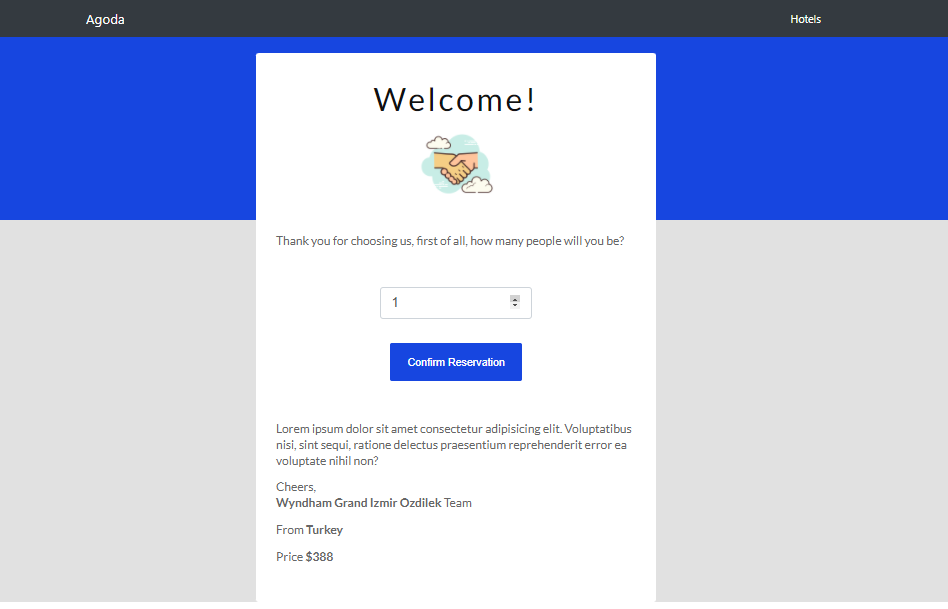 Agoda
Hotels
Welcome!
Thank you for choosing us, first of all, how many people will you be?
1
Confirm Reservation
Lorem ipsum dolor sit amet consectetur adipisicing elit. Voluptatibus
nisi, sint sequi, ratione delectus praesentium reprehenderit error ea
voluptate nihil non?
Cheers,
Wyndham Grand Izmir Ozdilek Team
From Turkey
Price $388